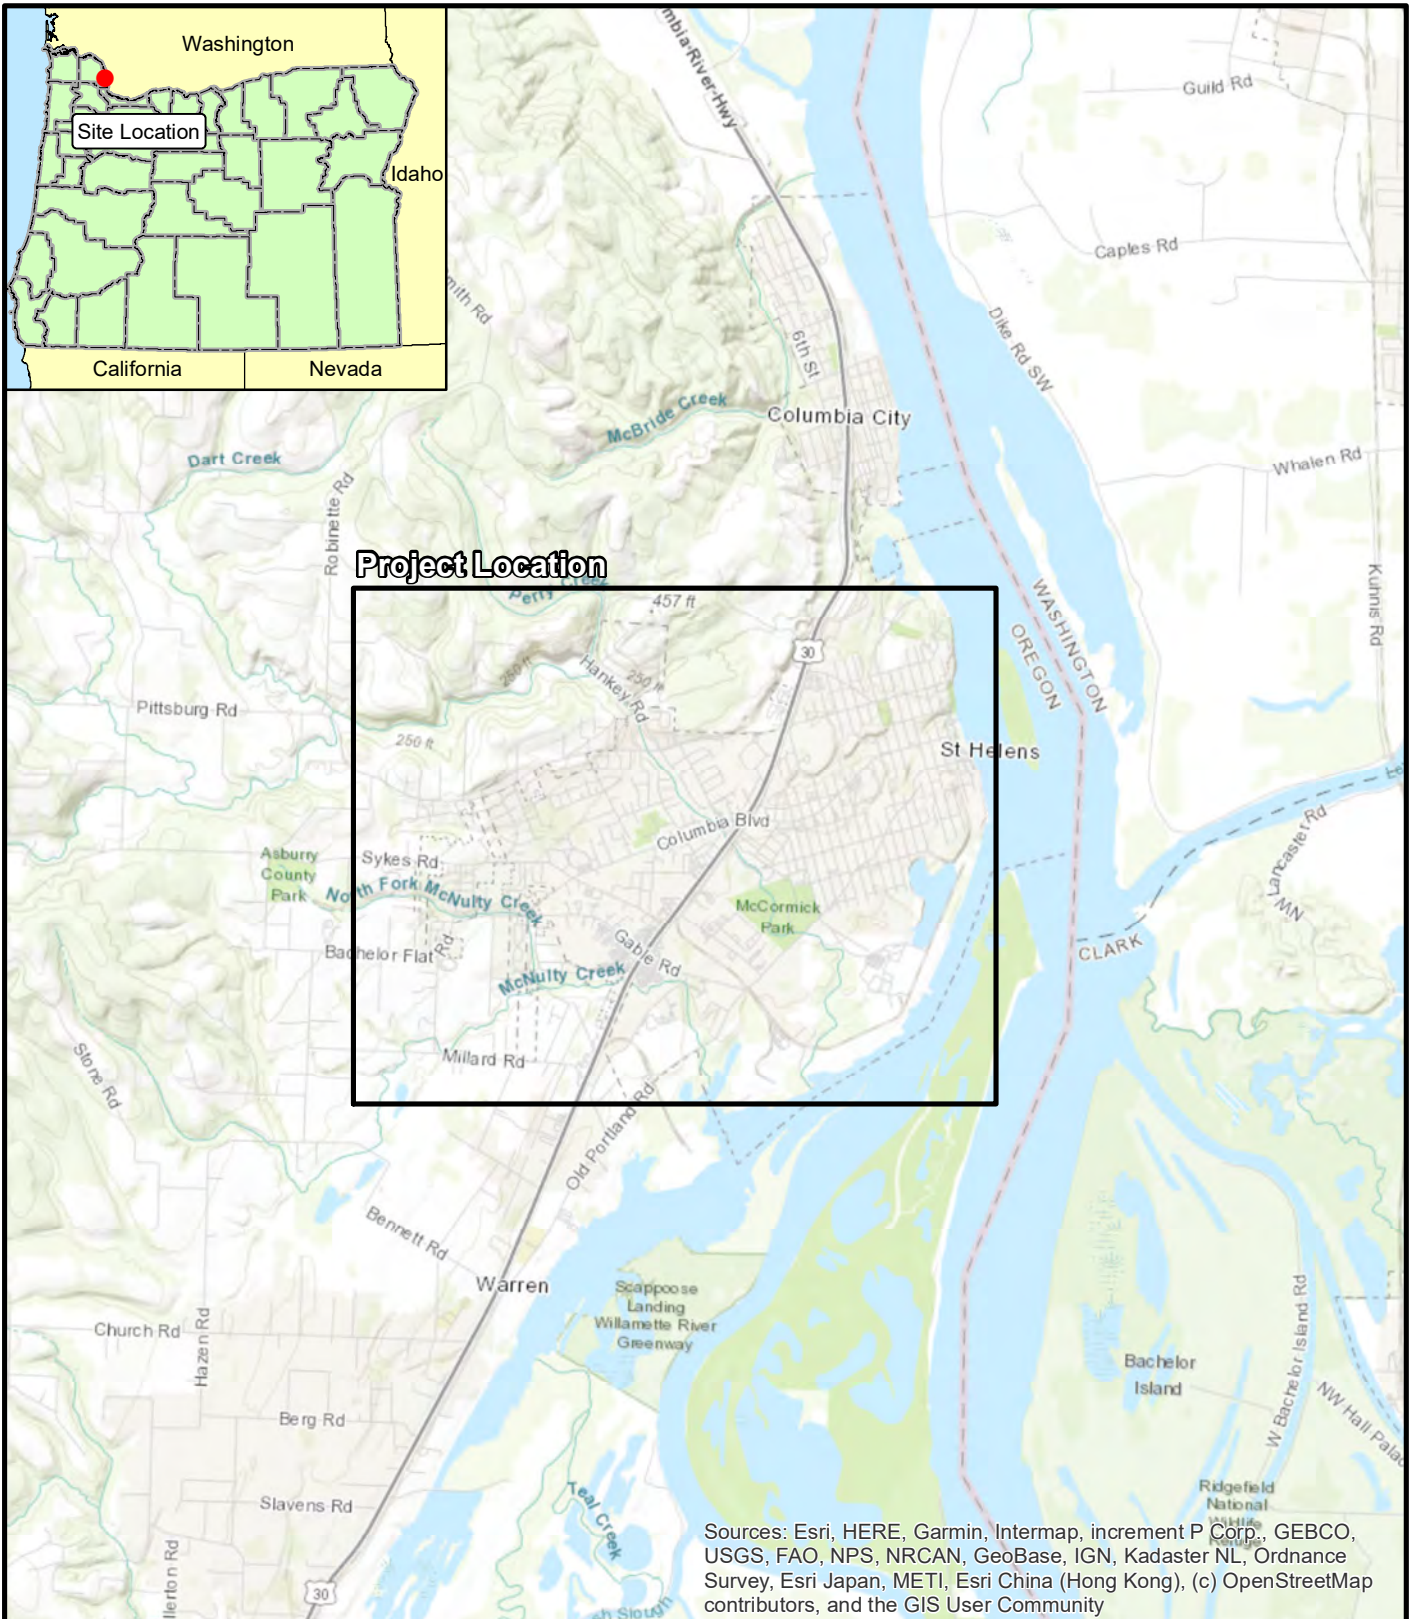 Washington
Site Location
Idaho
California
Nevada
Guild Rd
Caples Rd
Dike Rd SW
6th St
Columbia City
McBride Creek
Dart Creek
Robinette Rd
Whalen Rd
Kuhnis Rd
Project Location
Perry Creek
457 ft
WASHINGTON
OREGON
30
Hankey Rd
250 ft
250 ft
Pittsburg Rd
250 ft
St Helens
Columbia Blvd
Sykes Rd
Asbury
County
Park
North Fork McNulty Creek
McCormick
Park
NW Lancaster Rd
Bachelor Flat Rd
Gable Rd
CLARK
McNulty Creek
Stone Rd
Millard Rd
Old Portland Rd
Bennett Rd
Warren
Scappoose
Landing
Willamette River
Greenway
Church Rd
Hazen Rd
Bachelor
Island
W Bachelor Island Rd
Berg Rd
Slavens Rd
Teal Creek
Ridgefield
National
Wildlife
Refuge
30
Sources: Esri, HERE, Garmin, Intermap, increment P Corp., GEBCO,
USGS, FAO, NPS, NRCAN, GeoBase, IGN, Kadaster NL, Ordnance
Survey, Esri Japan, METI, Esri China (Hong Kong), (c) OpenStreetMap
contributors, and the GIS User Community